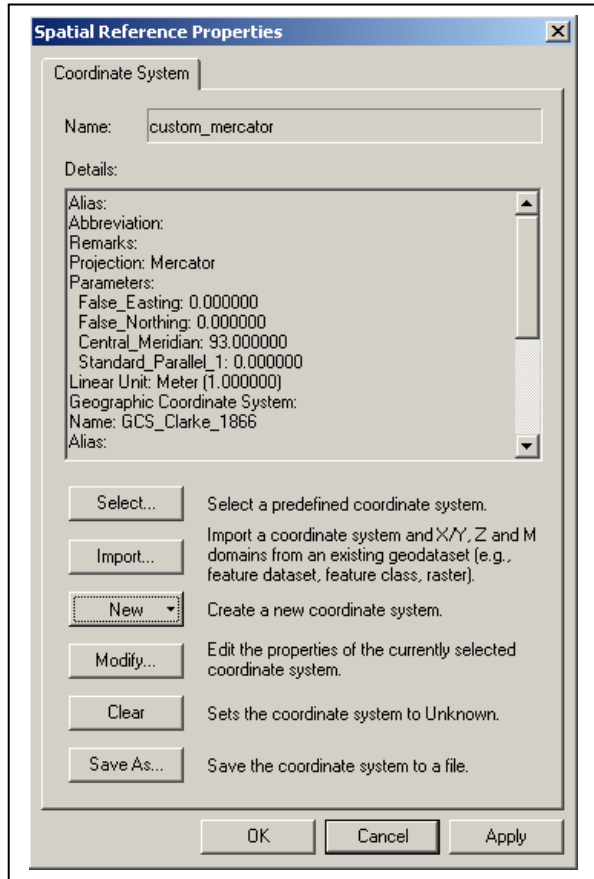 Spatial Reference Properties
Coordinate System
Name: custom_mercator
Details:
Alias:
Abbreviation:
Remarks:
Projection: Mercator
Parameters:
False_Easting: 0.000000
False_Northing: 0.000000
Central_Meridian: 93.000000
Standard_Parallel_1: 0.000000
Linear Unit: Meter (1.000000)
Geographic Coordinate System:
Name: GCS_Clarke_1866
Alias:
Select... Select a predefined coordinate system.
Import a coordinate system and X/Y, Z and M
Import... domains from an existing geodataset (e.g.,
feature dataset, feature class, raster).
New Create a new coordinate system.
Modify... Edit the properties of the currently selected
coordinate system.
Clear Sets the coordinate system to Unknown.
Save As... Save the coordinate system to a file.
OK Cancel Apply